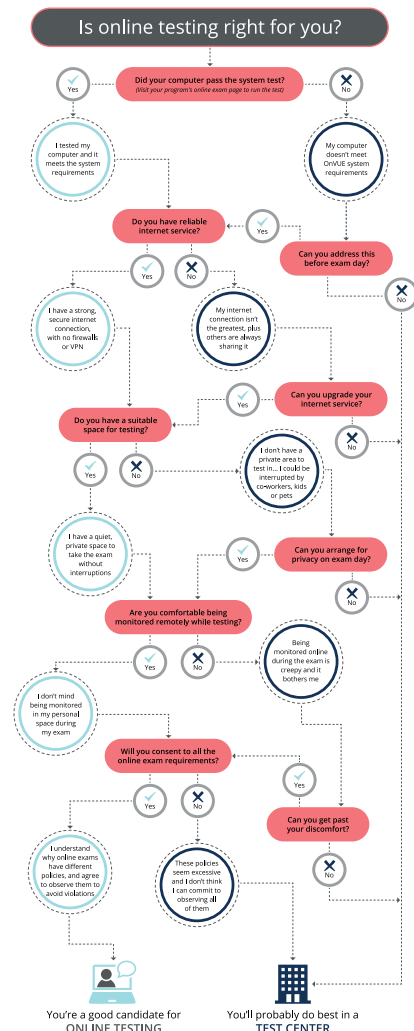 Is online testing right for you?
Did your computer pass the system test?
(Visit your program's online exam page to run the test)
Yes
No
I tested my
computer and it
meets the system
requirements
My computer
doesn't meet
OnVUE system
requirements
Do you have reliable
internet service?
Yes
Can you address this
before exam day?
Yes
No
No
I have a strong,
secure internet
connection,
with no firewalls
or VPN
My internet
connection isn't
the greatest, plus
others are always
sharing it
Can you upgrade your
internet service?
Yes
No
Do you have a suitable
space for testing?
Yes
No
I don't have a
private area to
test in... I could be
interrupted by
co-workers, kids
or pets
I have a quiet,
private space to
take the exam
without
interruptions
Can you arrange for
privacy on exam day?
Yes
No
Are you comfortable being
monitored remotely while testing?
Yes
No
Being
monitored online
during the exam is
creepy and it
bothers me
I don't mind
being monitored
in my personal
space during
my exam
Will you consent to all the
online exam requirements?
Yes
No
Yes
Can you get past
your discomfort?
No
I understand
why online exams
have different
policies, and agree
to observe them to
avoid violations
These policies
seem excessive
and I don't think
I can commit to
observing all
of them
You're a good candidate for
ONLINE TESTING
You'll probably do best in a
TEST CENTER